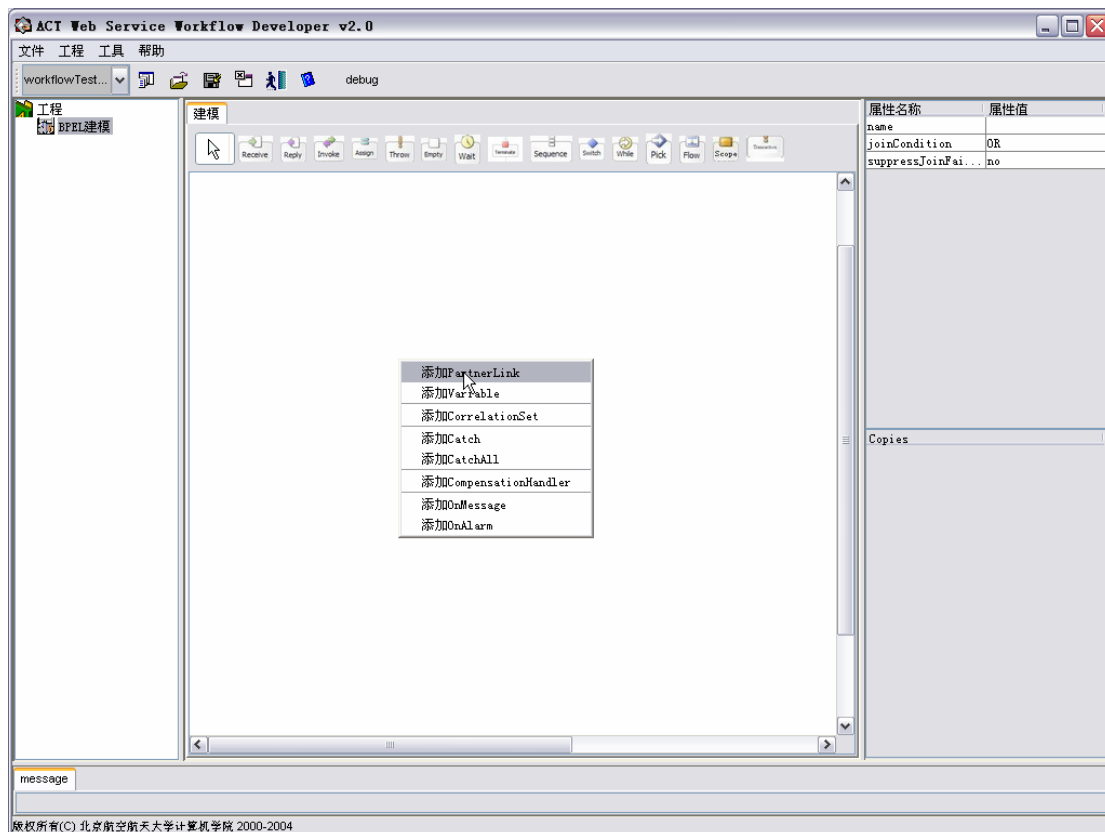 ACT Web Service Workflow Developer v2.0
文件 工程 工具 帮助
workflowTest... debug
工程
BPEL建模
建模
Receive Reply Invoke Assign Throw Empty Wait Terminate Sequence Switch While Pick Flow Scope
属性名称 属性值
name
joinCondition OR
suppressJoinFai... no
添加PartnerLink
添加Variable
添加CorrelationSet
添加Catch
添加CatchAll
添加CompensationHandler
添加OnMessage
添加OnAlarm
Copies
message
版权所有(C) 北京航空航天大学计算机学院 2000-2004